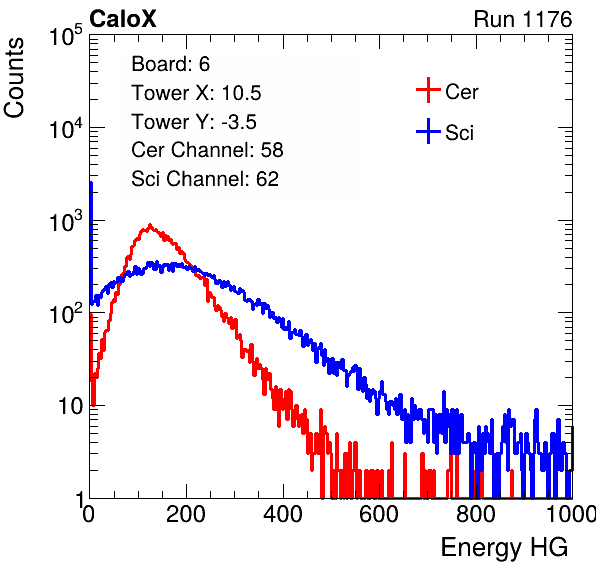 CaloX Run 1176
Counts
10^5
10^4
10^3
10^2
10
1
Board: 6
Tower X: 10.5
Tower Y: -3.5
Cer Channel: 58
Sci Channel: 62
Cer
Sci
0 200 400 600 800 1000
Energy HG